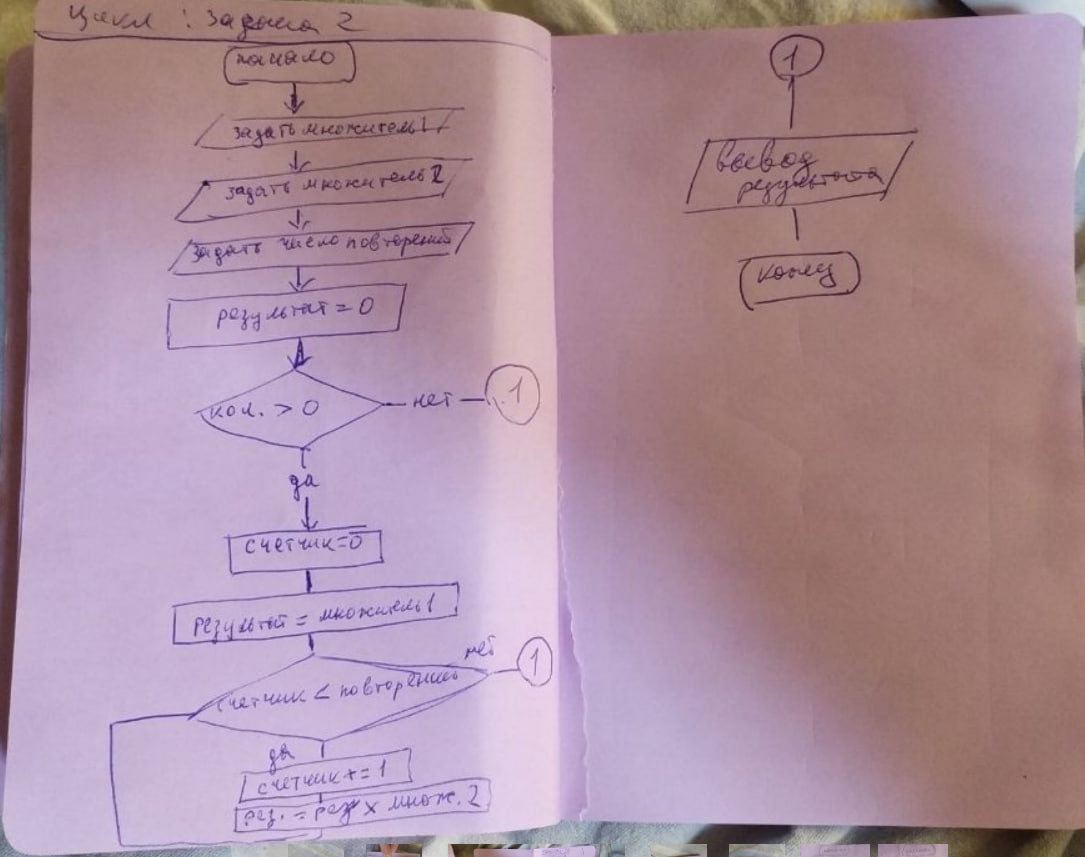 Цикл : Задача 2
начало
задать множитель 1
задать множитель 2
задать число повторений
результат = 0
кол. > 0
нет
1
да
счетчик=0
результат = множитель 1
счетчик < повторений
нет
1
да
счетчик += 1
рез. = рез x множ. 2
1
вывод
результата
конец